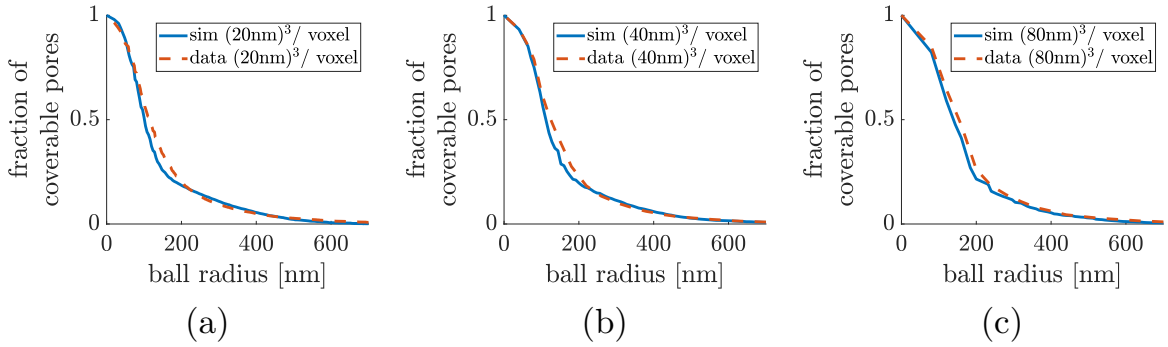 1
0.5
0
fraction of
coverable pores
sim (20nm)³/ voxel
data (20nm)³/ voxel
0 200 400 600
ball radius [nm]
(a)
1
0.5
0
fraction of
coverable pores
sim (40nm)³/ voxel
data (40nm)³/ voxel
0 200 400 600
ball radius [nm]
(b)
1
0.5
0
fraction of
coverable pores
sim (80nm)³/ voxel
data (80nm)³/ voxel
0 200 400 600
ball radius [nm]
(c)